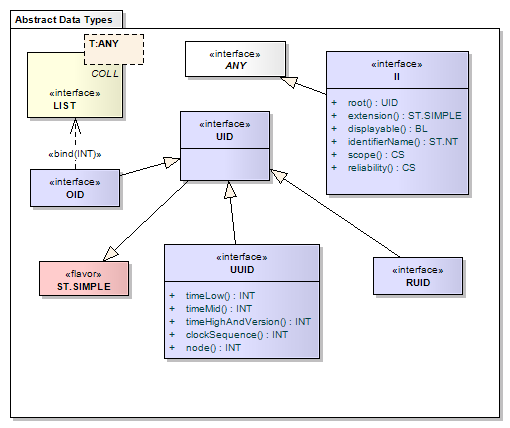 Abstract Data Types
T:ANY
COLL
«interface»
LIST
«interface»
ANY
«interface»
II
+ root() : UID
+ extension() : ST.SIMPLE
+ displayable() : BL
+ identifierName() : ST.NT
+ scope() : CS
+ reliability() : CS
«interface»
UID
«bind(INT)»
«interface»
OID
«flavor»
ST.SIMPLE
«interface»
UUID
+ timeLow() : INT
+ timeMid() : INT
+ timeHighAndVersion() : INT
+ clockSequence() : INT
+ node() : INT
«interface»
RUID